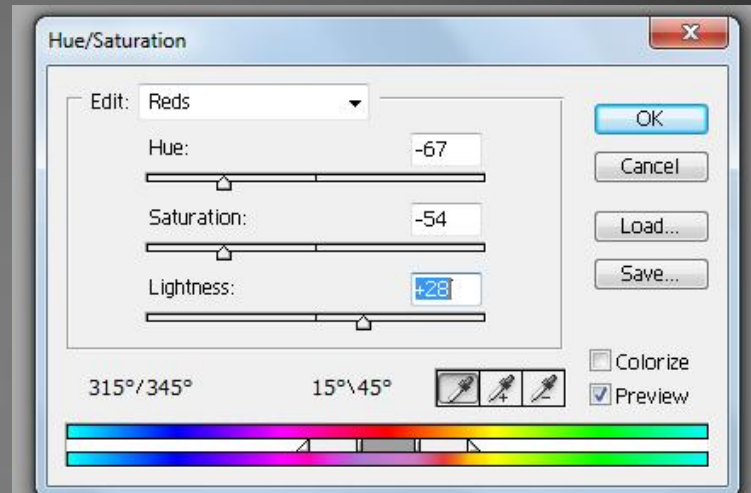 Hue/Saturation
Edit: Reds
OK
Hue: -67
Cancel
Saturation: -54
Load...
Lightness: +28
Save...
Colorize
315°/345° 15°\45°
Preview